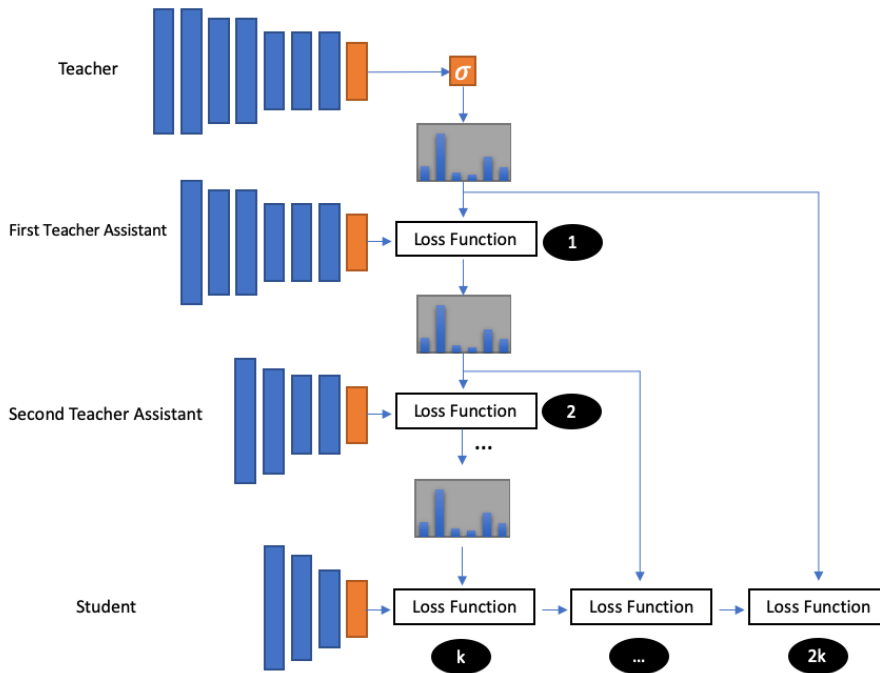 Teacher
σ
First Teacher Assistant
Loss Function
1
Second Teacher Assistant
Loss Function
2
...
Student
Loss Function
Loss Function
Loss Function
k
...
2k